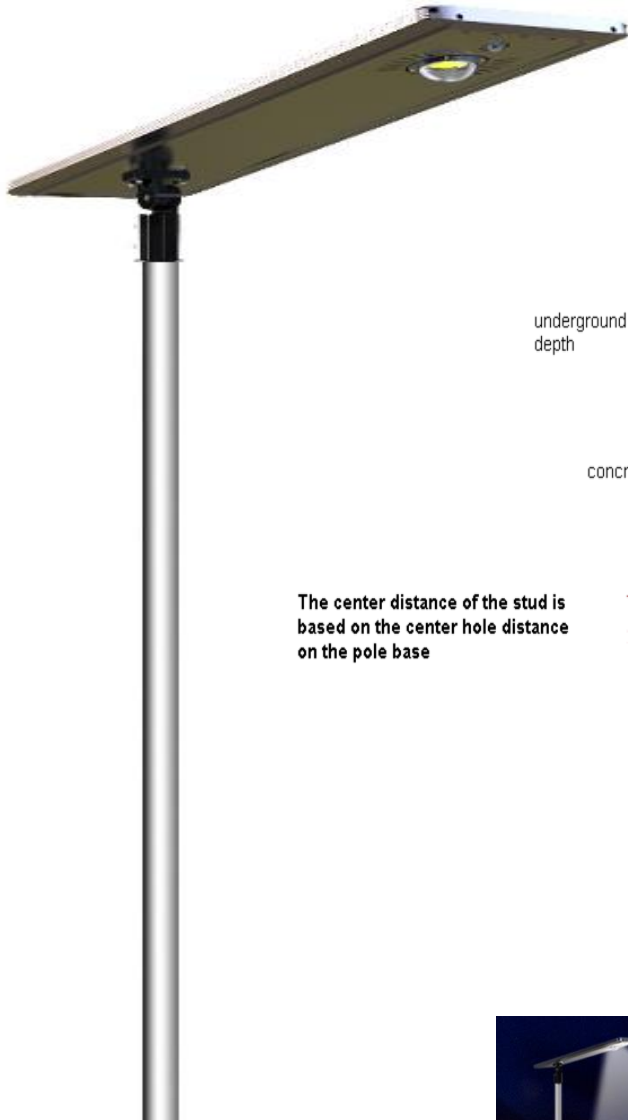 underground
depth
The center distance of the stud is
based on the center hole distance
on the pole base